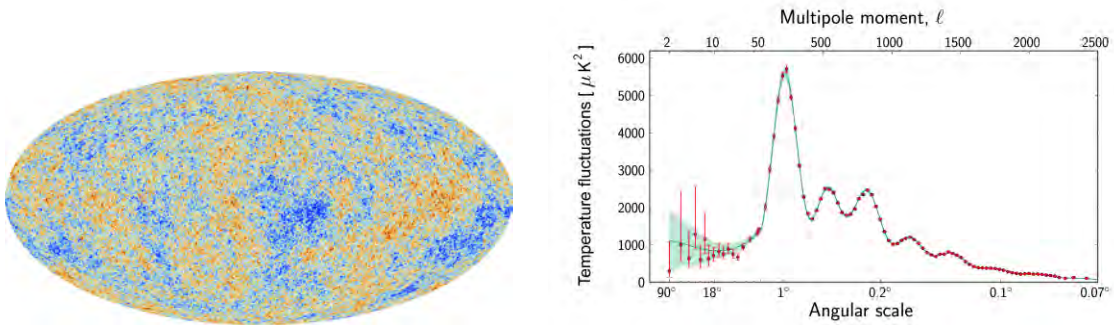 Multipole moment, ℓ
2 10 50 500 1000 1500 2000 2500
Temperature fluctuations [ μ K² ]
6000
5000
4000
3000
2000
1000
0
90° 18° 1° 0.2° 0.1° 0.07°
Angular scale